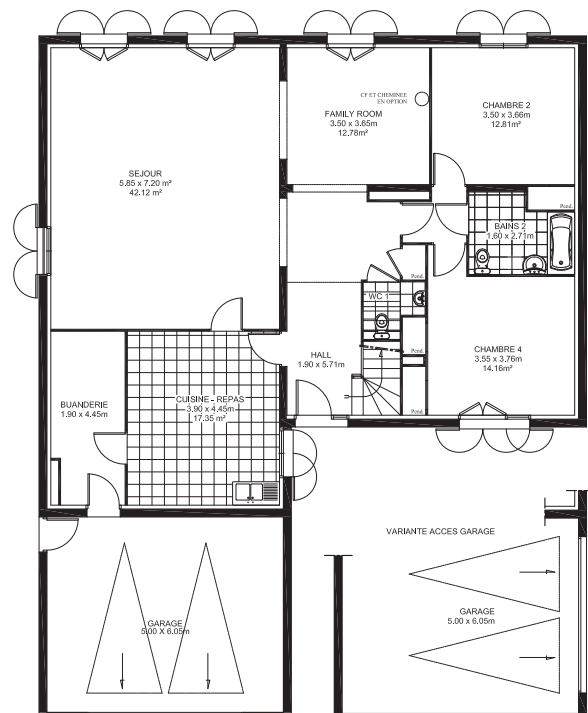 CF ET CHEMINEE
EN OPTION
FAMILY ROOM
3.50 x 3.65m
12.78m²
CHAMBRE 2
3.50 x 3.66m
12.81m²
SEJOUR
5.85 x 7.20 m²
42.12 m²
Pend.
BAINS 2
1.60 x 2.71m
Pend.
WC 1
HALL
1.90 x 5.71m
Pend.
CHAMBRE 4
3.55 x 3.76m
14.16m²
BUANDERIE
1.90 x 4.45m
CUISINE - REPAS
3.90 x 4.45m
17.35 m²
Pend.
VARIANTE ACCES GARAGE
GARAGE
5.00 X 6.05m
GARAGE
5.00 x 6.05m